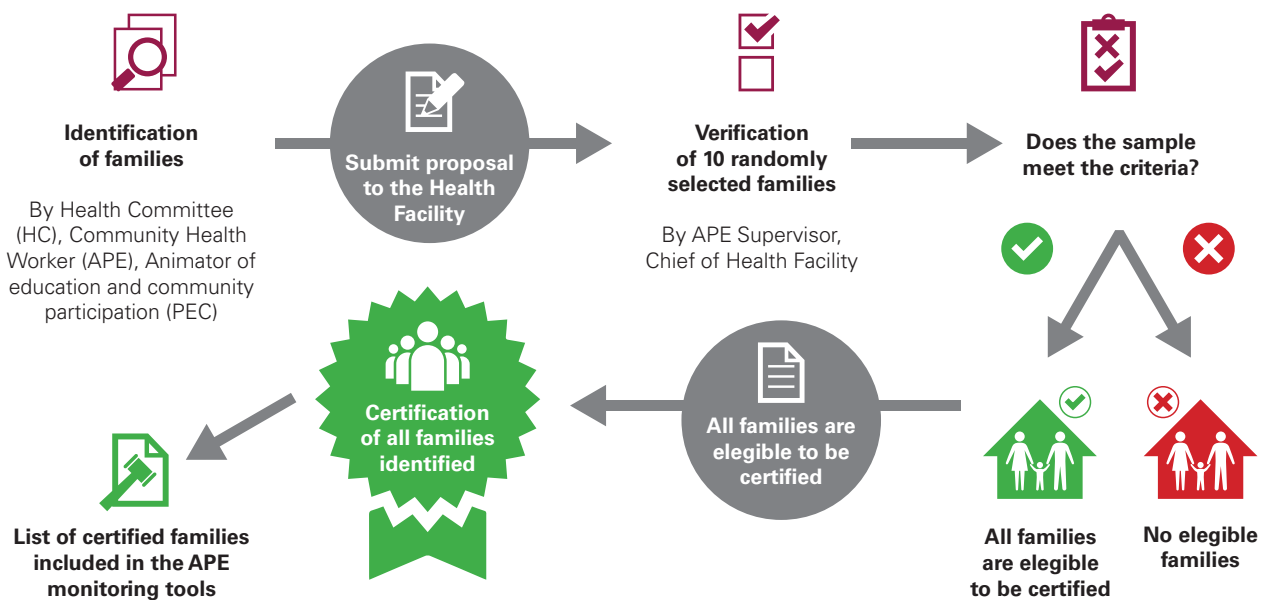 Identification
of families
By Health Committee
(HC), Community Health
Worker (APE), Animator of
education and community
participation (PEC)
Submit proposal
to the Health
Facility
Verification
of 10 randomly
selected families
By APE Supervisor,
Chief of Health Facility
Does the sample
meet the criteria?
All families
are elegible
to be certified
No elegible
families
All families are
elegible to be
certified
Certification
of all families
identified
List of certified families
included in the APE
monitoring tools